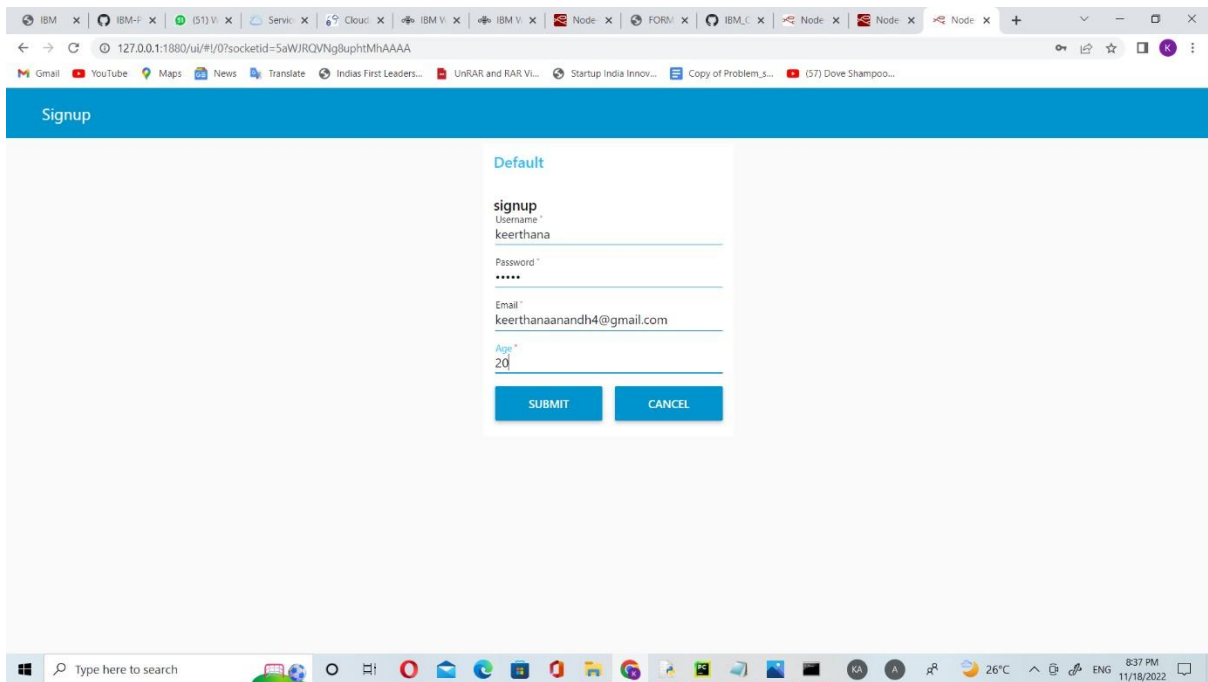 IBM IBM-F (51) Servic Cloud IBM IBM Node- FORM IBM_C Node- Node- Node-
127.0.0.1:1880/ui/#!/0?socketid=5aWJRQVNg8uphtMhAAAA
K
Gmail YouTube Maps News Translate Indias First Leaders... UnRAR and RAR Vi... Startup India Innov... Copy of Problem_s... (57) Dove Shampoo...
Signup
Default
signup
Username *
keerthana
Password *
•••••
Email *
keerthanaanandh4@gmail.com
Age *
20
SUBMIT CANCEL
Type here to search KA A 26°C ENG 8:37 PM
11/18/2022